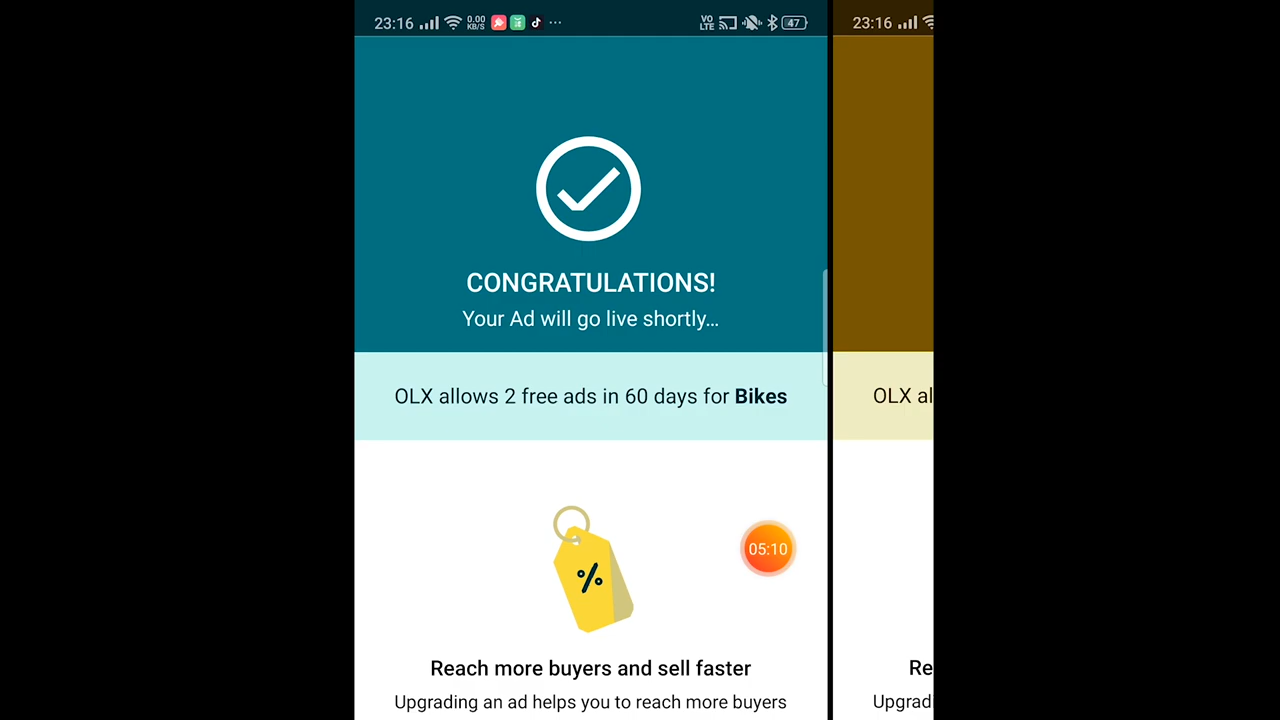 23:16 0.00 KB/S ... VO LTE 47
CONGRATULATIONS!
Your Ad will go live shortly...
OLX allows 2 free ads in 60 days for Bikes
%
05:10
Reach more buyers and sell faster
Upgrading an ad helps you to reach more buyers
23:16
OLX al
Re
Upgradi